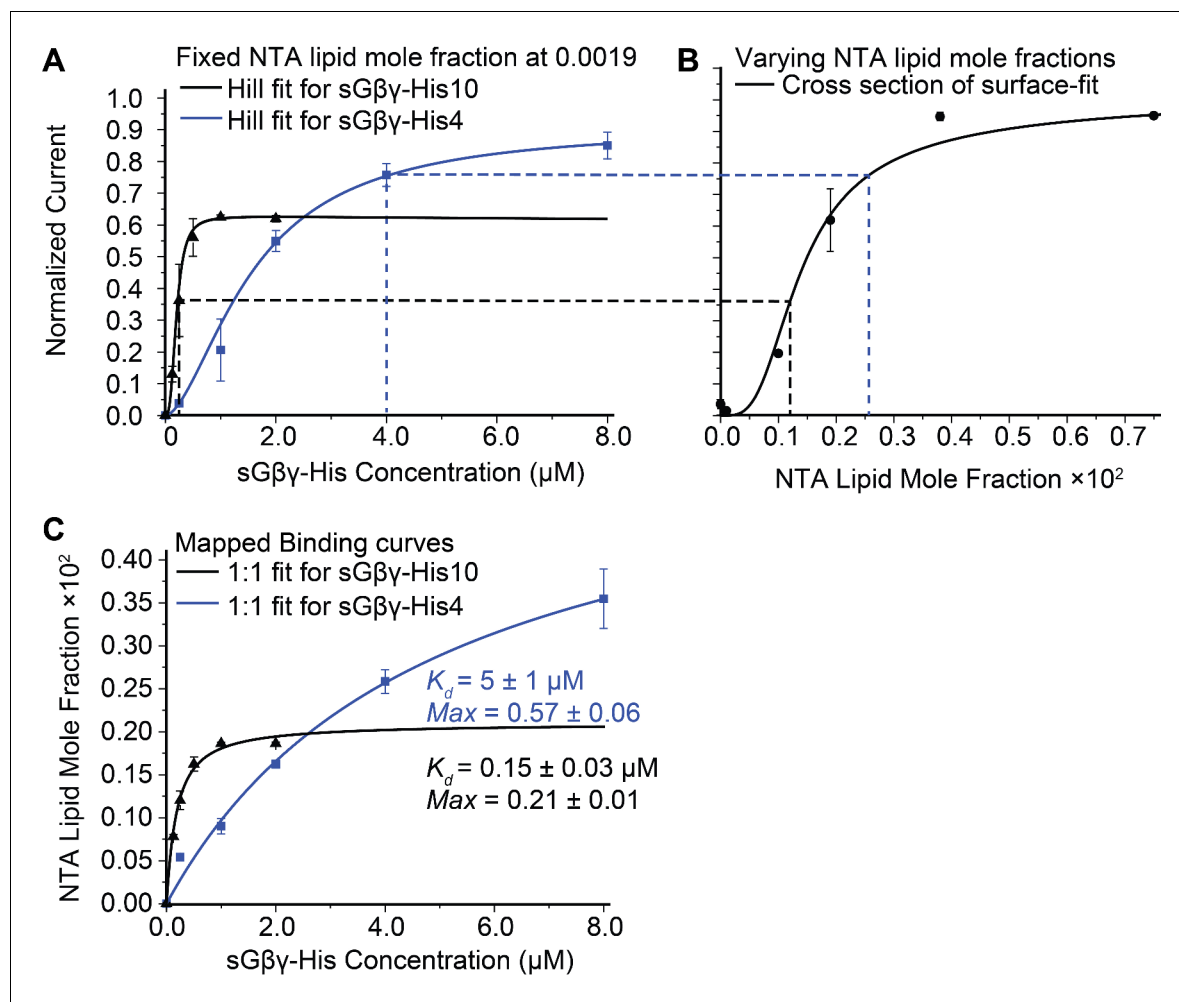 A
Fixed NTA lipid mole fraction at 0.0019
Hill fit for sGβγ-His10
Hill fit for sGβγ-His4
1.0
0.9
0.8
0.7
0.6
0.5
0.4
0.3
0.2
0.1
0.0
Normalized Current
0.0
2.0
4.0
6.0
8.0
sGβγ-His Concentration (µM)
B
Varying NTA lipid mole fractions
Cross section of surface-fit
0.0
0.1
0.2
0.3
0.4
0.5
0.6
0.7
NTA Lipid Mole Fraction ×10²
C
Mapped Binding curves
1:1 fit for sGβγ-His10
1:1 fit for sGβγ-His4
0.40
0.35
0.30
0.25
0.20
0.15
0.10
0.05
0.00
NTA Lipid Mole Fraction ×10²
Kd = 5 ± 1 µM
Max = 0.57 ± 0.06
Kd = 0.15 ± 0.03 µM
Max = 0.21 ± 0.01
0.0
2.0
4.0
6.0
8.0
sGβγ-His Concentration (µM)